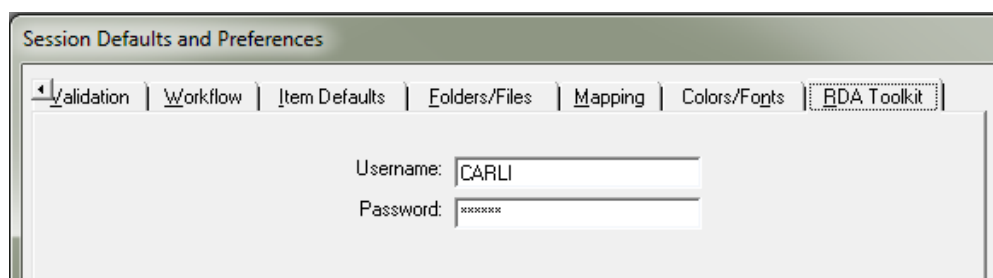 Session Defaults and Preferences
Validation Workflow Item Defaults Folders/Files Mapping Colors/Fonts RDA Toolkit
Username: CARLI
Password: ******